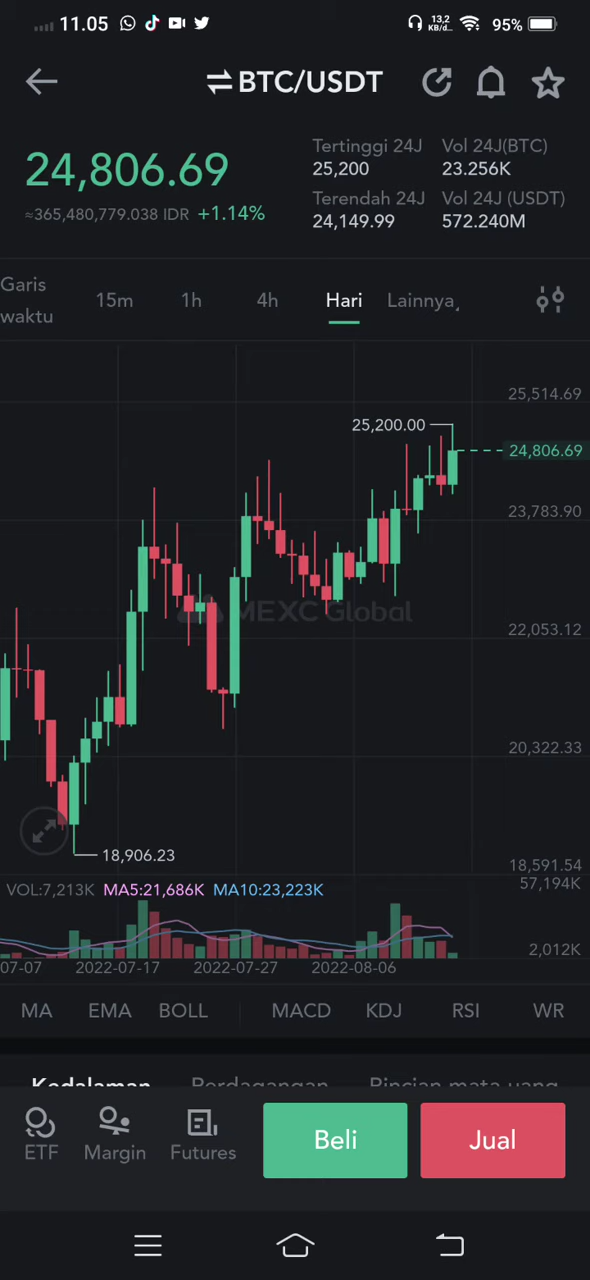 11.05
13,2
KB/d...
95%
BTC/USDT
24,806.69
≈365,480,779.038 IDR +1.14%
Tertinggi 24J
25,200
Terendah 24J
24,149.99
Vol 24J(BTC)
23.256K
Vol 24J (USDT)
572.240M
Garis
waktu
15m
1h
4h
Hari
Lainnya
25,514.69
25,200.00
24,806.69
23,783.90
MEXC Global
22,053.12
20,322.33
18,906.23
18,591.54
VOL:7,213K MA5:21,686K MA10:23,223K
57,194K
2,012K
07-07 2022-07-17 2022-07-27 2022-08-06
MA EMA BOLL MACD KDJ RSI WR
Kedalaman Perdagangan Rincian mata uang
ETF
Margin
Futures
Beli
Jual